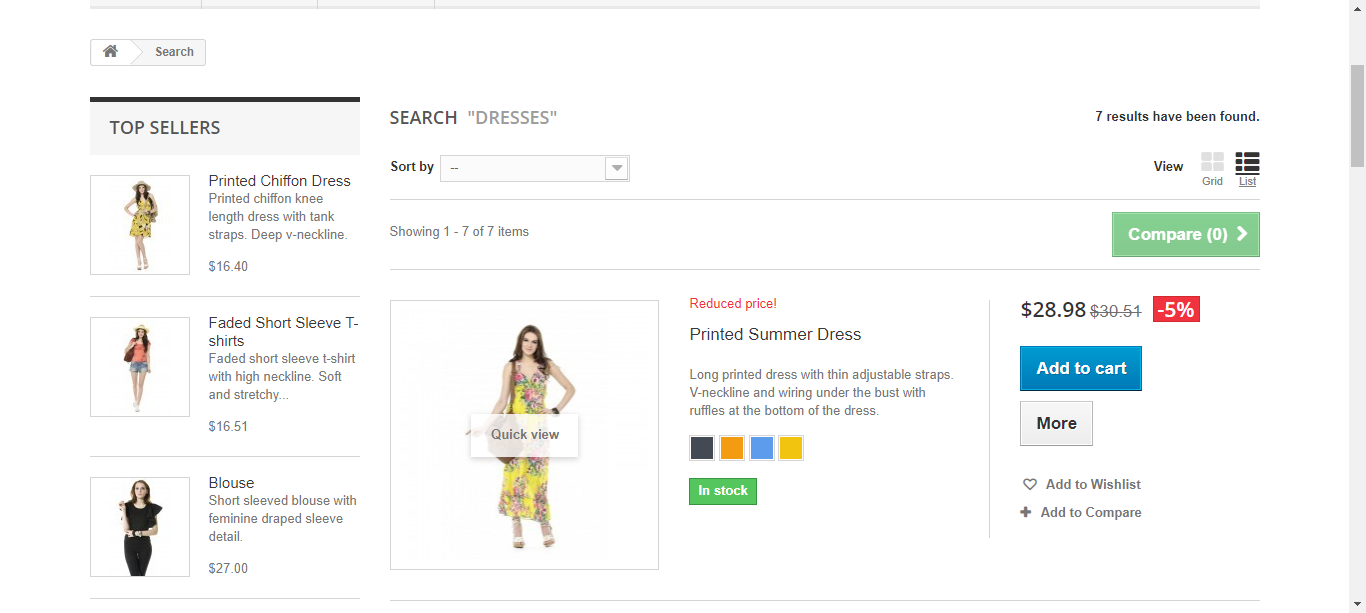 Search
TOP SELLERS
Printed Chiffon Dress
Printed chiffon knee
length dress with tank
straps. Deep v-neckline.
$16.40
Faded Short Sleeve T-
shirts
Faded short sleeve t-shirt
with high neckline. Soft
and stretchy...
$16.51
Blouse
Short sleeved blouse with
feminine draped sleeve
detail.
$27.00
SEARCH "DRESSES"
7 results have been found.
Sort by --
View
Grid
List
Showing 1 - 7 of 7 items
Compare (0)
Quick view
Reduced price!
Printed Summer Dress
Long printed dress with thin adjustable straps.
V-neckline and wiring under the bust with
ruffles at the bottom of the dress.
In stock
$28.98 $30.51 -5%
Add to cart
More
Add to Wishlist
Add to Compare